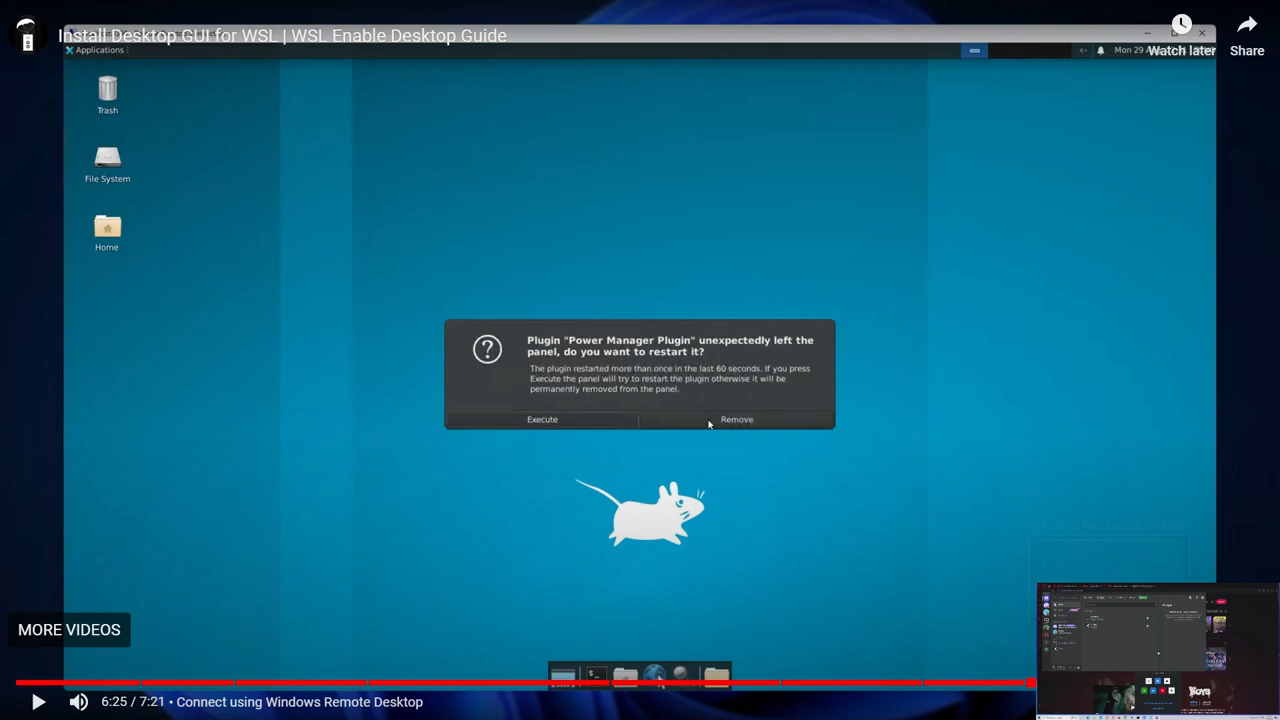 Install Desktop GUI for WSL | WSL Enable Desktop Guide
Watch later
Share
Applications
Mon 29
Trash
File System
Home
Plugin "Power Manager Plugin" unexpectedly left the
panel, do you want to restart it?
The plugin restarted more than once in the last 60 seconds. If you press
Execute the panel will try to restart the plugin otherwise it will be
permanently removed from the panel.
Execute
Remove
MORE VIDEOS
6:25 / 7:21 • Connect using Windows Remote Desktop